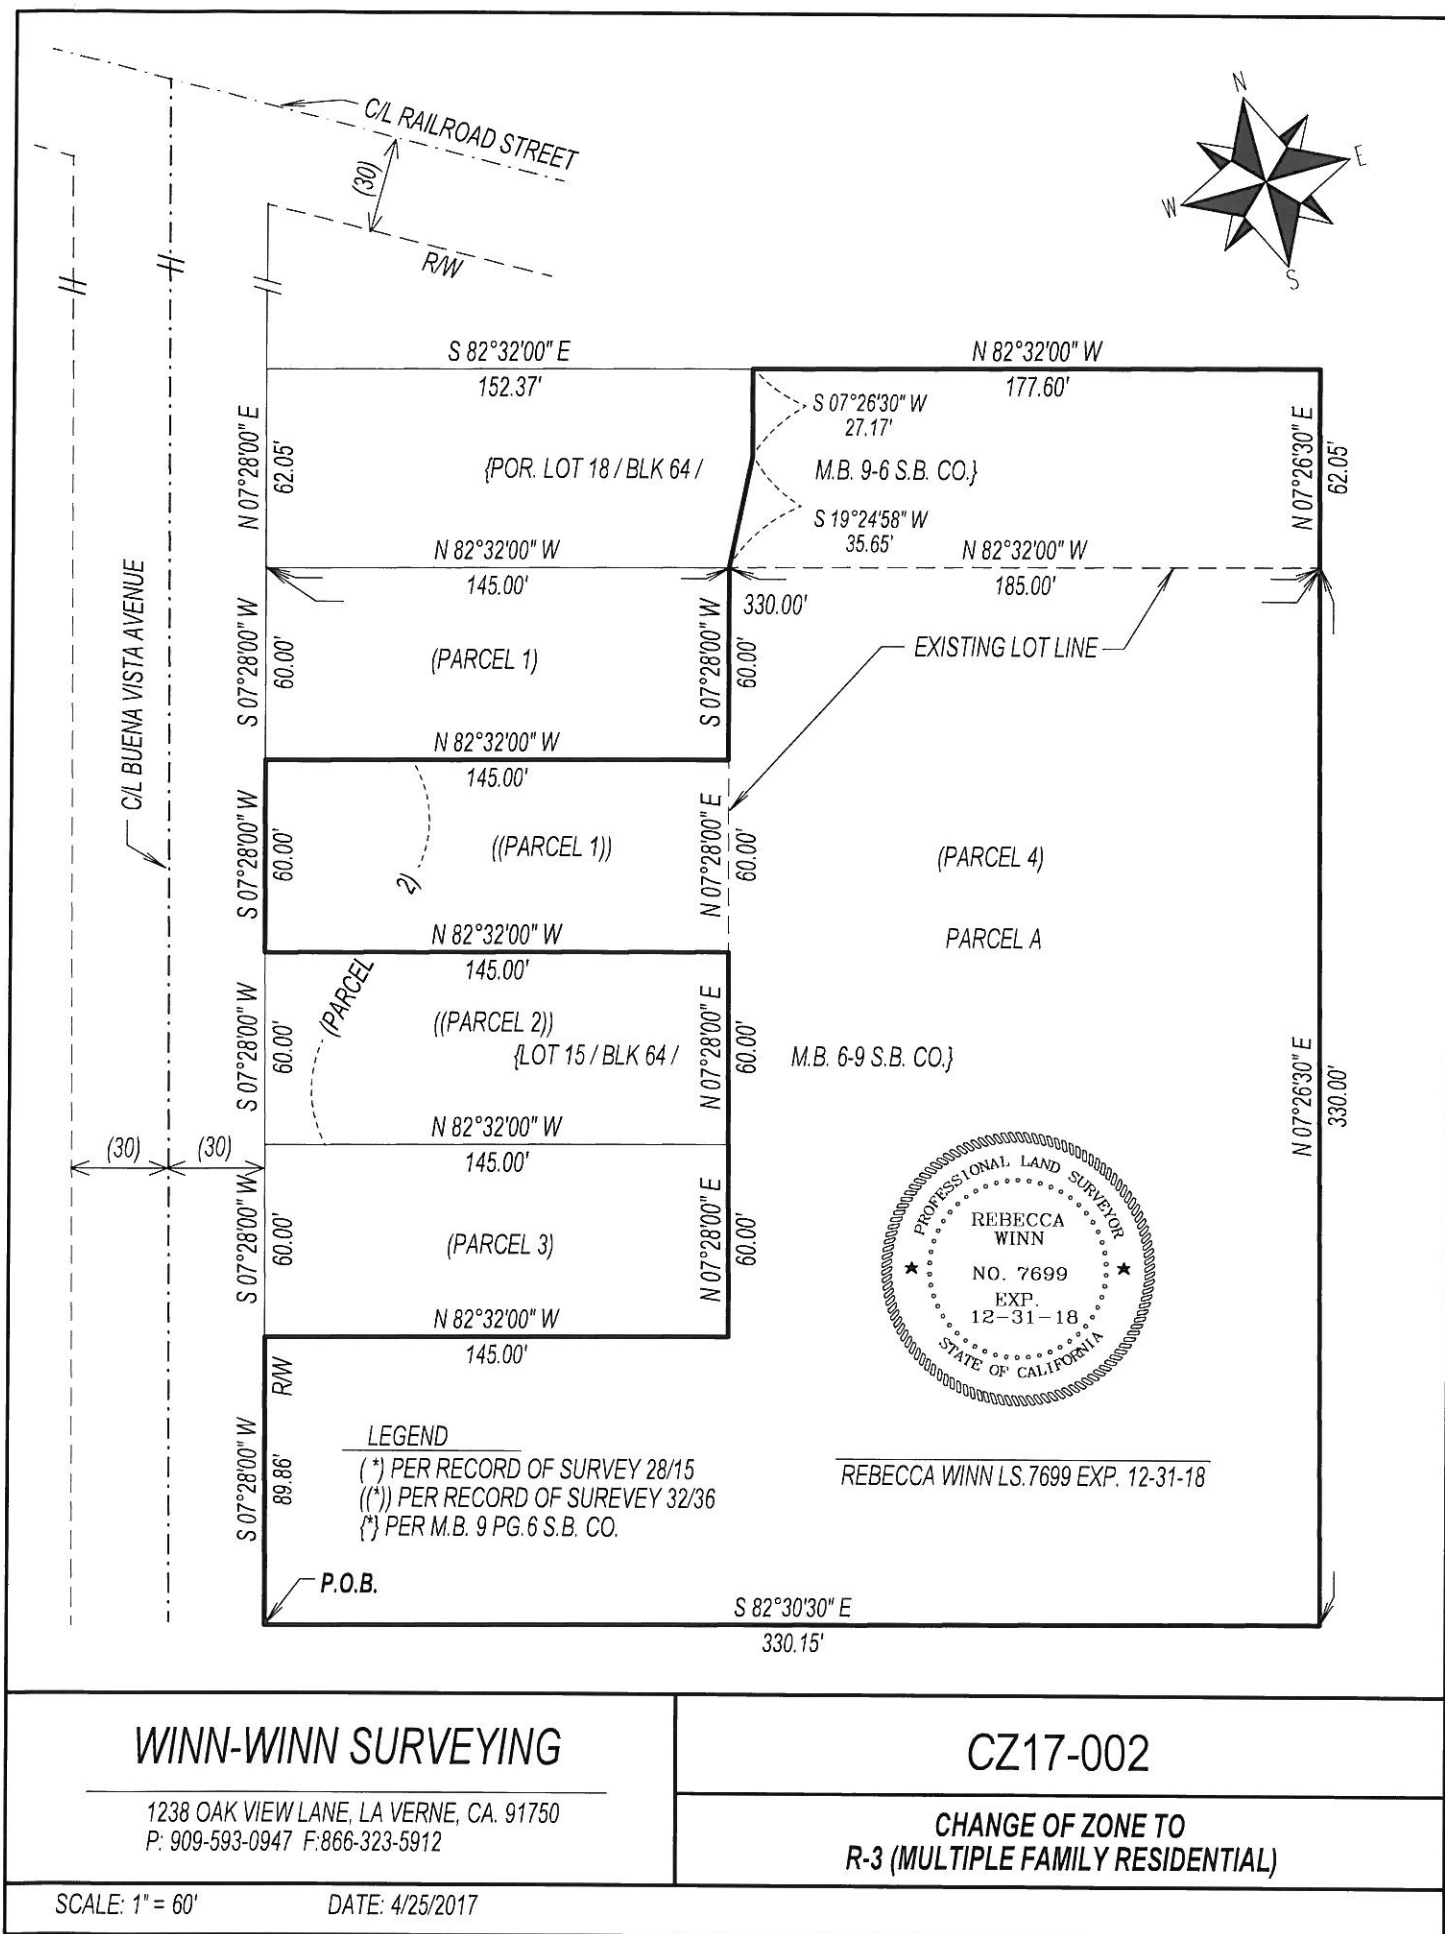 C/L RAILROAD STREET
(30)
R/W
N
E
W
S
S 82°32'00" E
152.37'
N 82°32'00" W
177.60'
S 07°26'30" W
27.17'
N 07°28'00" E
62.05'
{POR. LOT 18 / BLK 64 /
M.B. 9-6 S.B. CO.}
N 07°26'30" E
62.05'
S 19°24'58" W
35.65'
N 82°32'00" W
145.00'
N 82°32'00" W
185.00'
330.00'
C/L BUENA VISTA AVENUE
S 07°28'00" W
60.00'
(PARCEL 1)
S 07°28'00" W
60.00'
EXISTING LOT LINE
N 82°32'00" W
145.00'
S 07°28'00" W
60.00'
((PARCEL 1))
2)
N 07°28'00" E
60.00'
(PARCEL 4)
PARCEL A
N 82°32'00" W
145.00'
(PARCEL
S 07°28'00" W
60.00'
((PARCEL 2))
{LOT 15 / BLK 64 /
N 07°28'00" E
60.00'
M.B. 6-9 S.B. CO.}
N 07°26'30" E
330.00'
N 82°32'00" W
145.00'
(30)
(30)
S 07°28'00" W
60.00'
(PARCEL 3)
N 07°28'00" E
60.00'
PROFESSIONAL LAND SURVEYOR
REBECCA
WINN
NO. 7699
EXP.
12-31-18
STATE OF CALIFORNIA
N 82°32'00" W
145.00'
R/W
S 07°28'00" W
89.86'
LEGEND
( *) PER RECORD OF SURVEY 28/15
((*)) PER RECORD OF SUREVEY 32/36
{*} PER M.B. 9 PG.6 S.B. CO.
REBECCA WINN LS.7699 EXP. 12-31-18
P.O.B.
S 82°30'30" E
330.15'
WINN-WINN SURVEYING
1238 OAK VIEW LANE, LA VERNE, CA. 91750
P: 909-593-0947 F:866-323-5912
CZ17-002
CHANGE OF ZONE TO
R-3 (MULTIPLE FAMILY RESIDENTIAL)
SCALE: 1" = 60'
DATE: 4/25/2017